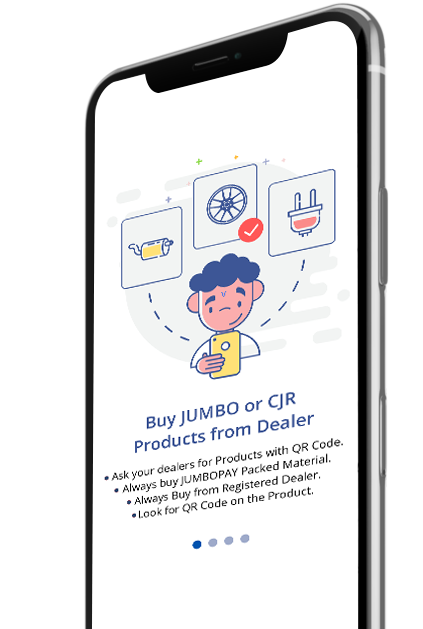 Buy JUMBO or CJR
Products from Dealer
• Ask your dealers for Products with QR Code.
• Always buy JUMBOPAY Packed Material.
• Always Buy from Registered Dealer.
• Look for QR Code on the Product.